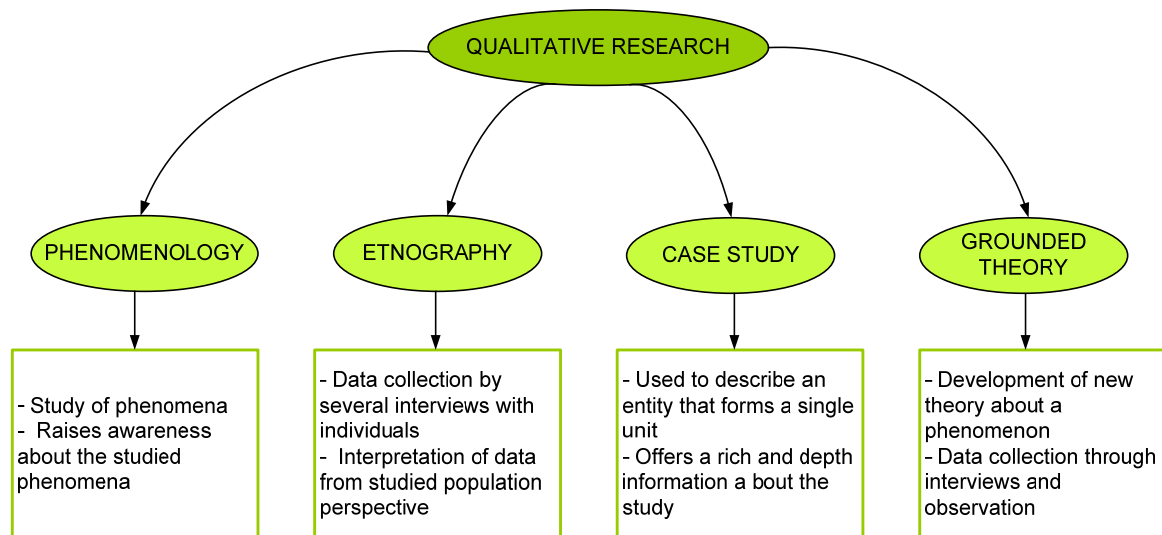 QUALITATIVE RESEARCH
PHENOMENOLOGY
ETNOGRAPHY
CASE STUDY
GROUNDED
THEORY
- Study of phenomena
-  Raises awareness
about the studied
phenomena
- Data collection by
several interviews with
individuals
-  Interpretation of data
from studied population
perspective
- Used to describe an
entity that forms a single
unit
- Offers a rich and depth
information a bout the
study
- Development of new
theory about a
phenomenon
- Data collection through
interviews and
observation